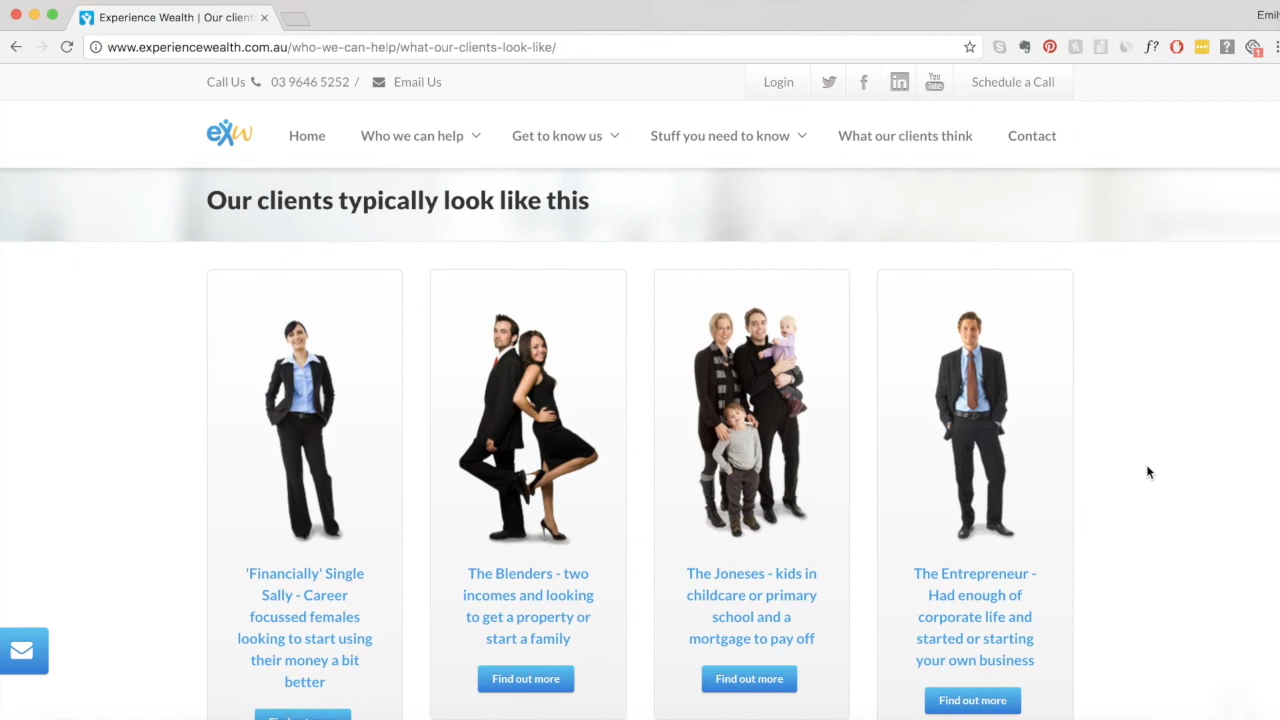 Experience Wealth | Our client
Emily
www.experiencewealth.com.au/who-we-can-help/what-our-clients-look-like/
f?
1
Call Us 03 9646 5252 / Email Us
Login
in
You
Tube
Schedule a Call
exw
Home
Who we can help
Get to know us
Stuff you need to know
What our clients think
Contact
Our clients typically look like this
'Financially' Single
Sally - Career
focussed females
looking to start using
their money a bit
better
The Blenders - two
incomes and looking
to get a property or
start a family
Find out more
The Joneses - kids in
childcare or primary
school and a
mortgage to pay off
Find out more
The Entrepreneur -
Had enough of
corporate life and
started or starting
your own business
Find out more